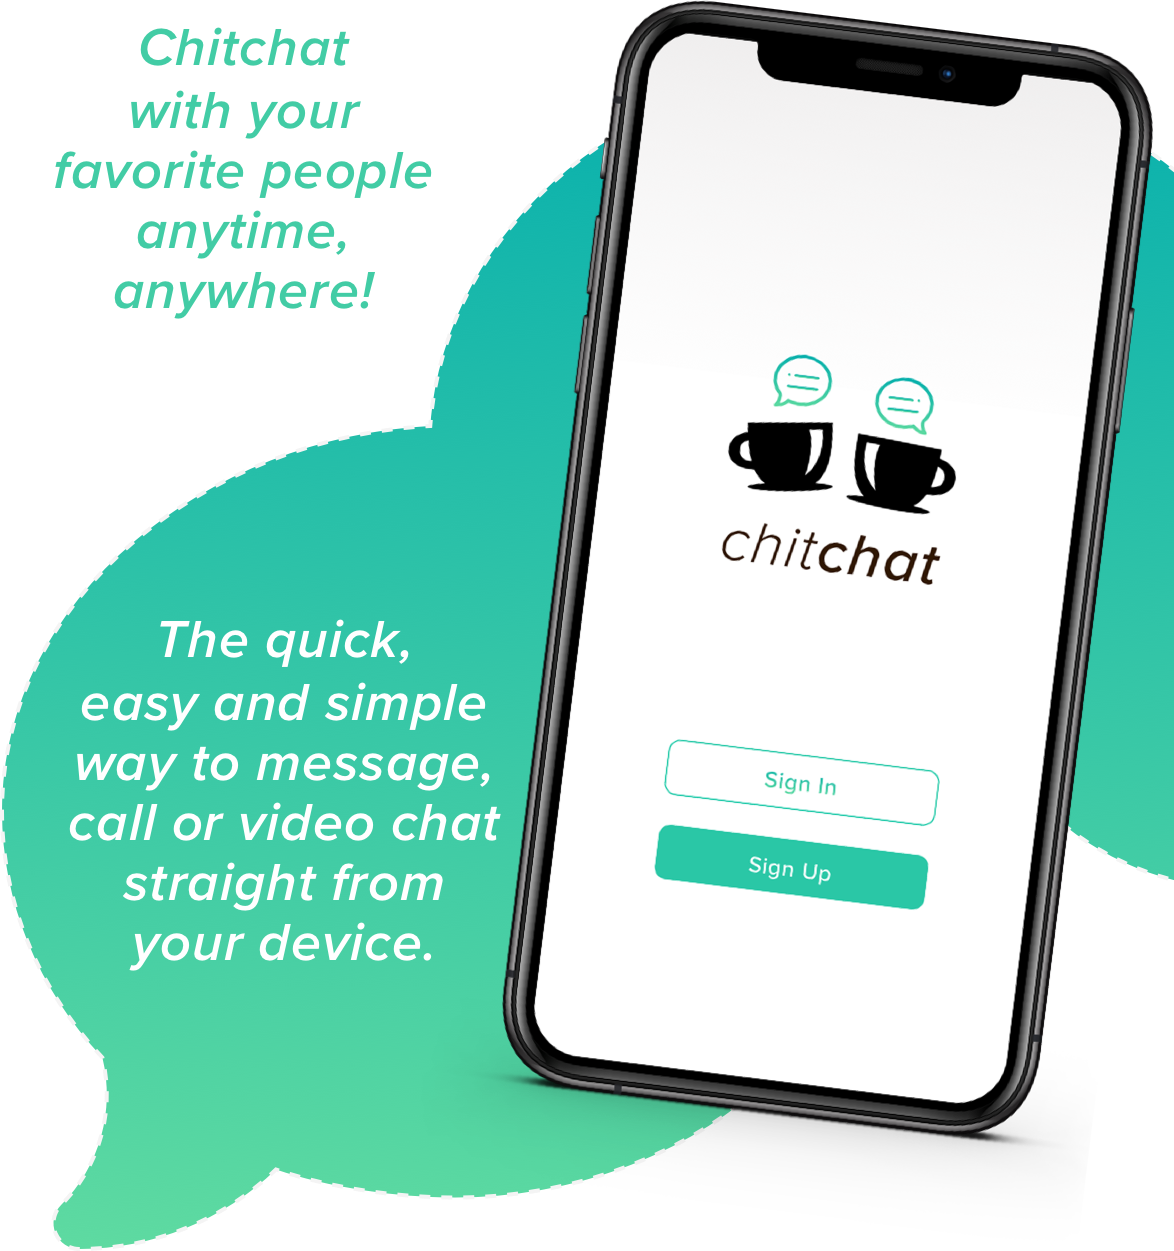 Chitchat
with your
favorite people
anytime,
anywhere!
The quick,
easy and simple
way to message,
call or video chat
straight from
your device.
chitchat
Sign In
Sign Up